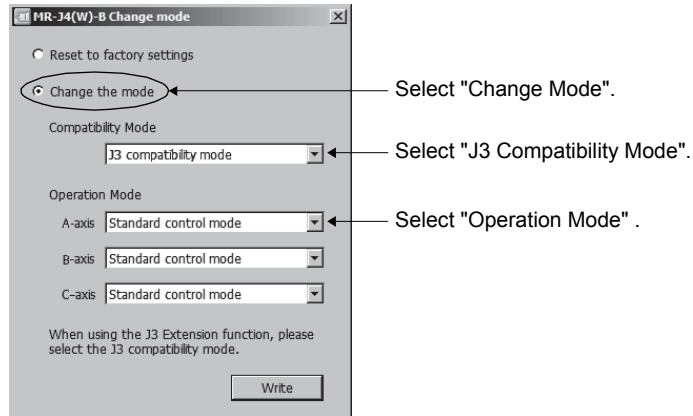 MR-J4(W)-B Change mode
Reset to factory settings
Change the mode
Select "Change Mode".
Compatibility Mode
J3 compatibility mode
Select "J3 Compatibility Mode".
Operation Mode
A-axis Standard control mode
Select "Operation Mode" .
B-axis Standard control mode
C-axis Standard control mode
When using the J3 Extension function, please
select the J3 compatibility mode.
Write